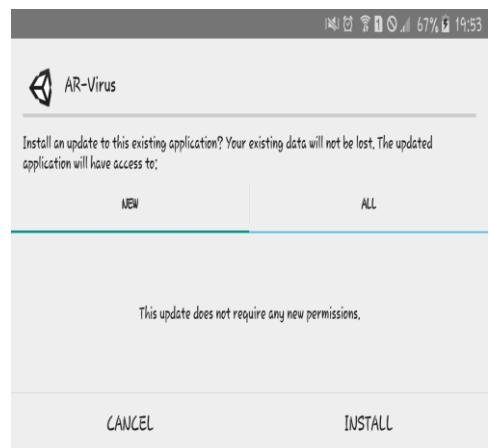 1 67% 19:53
AR-Virus
Install an update to this existing application? Your existing data will not be lost. The updated
application will have access to:
NEW ALL
This update does not require any new permissions.
CANCEL INSTALL